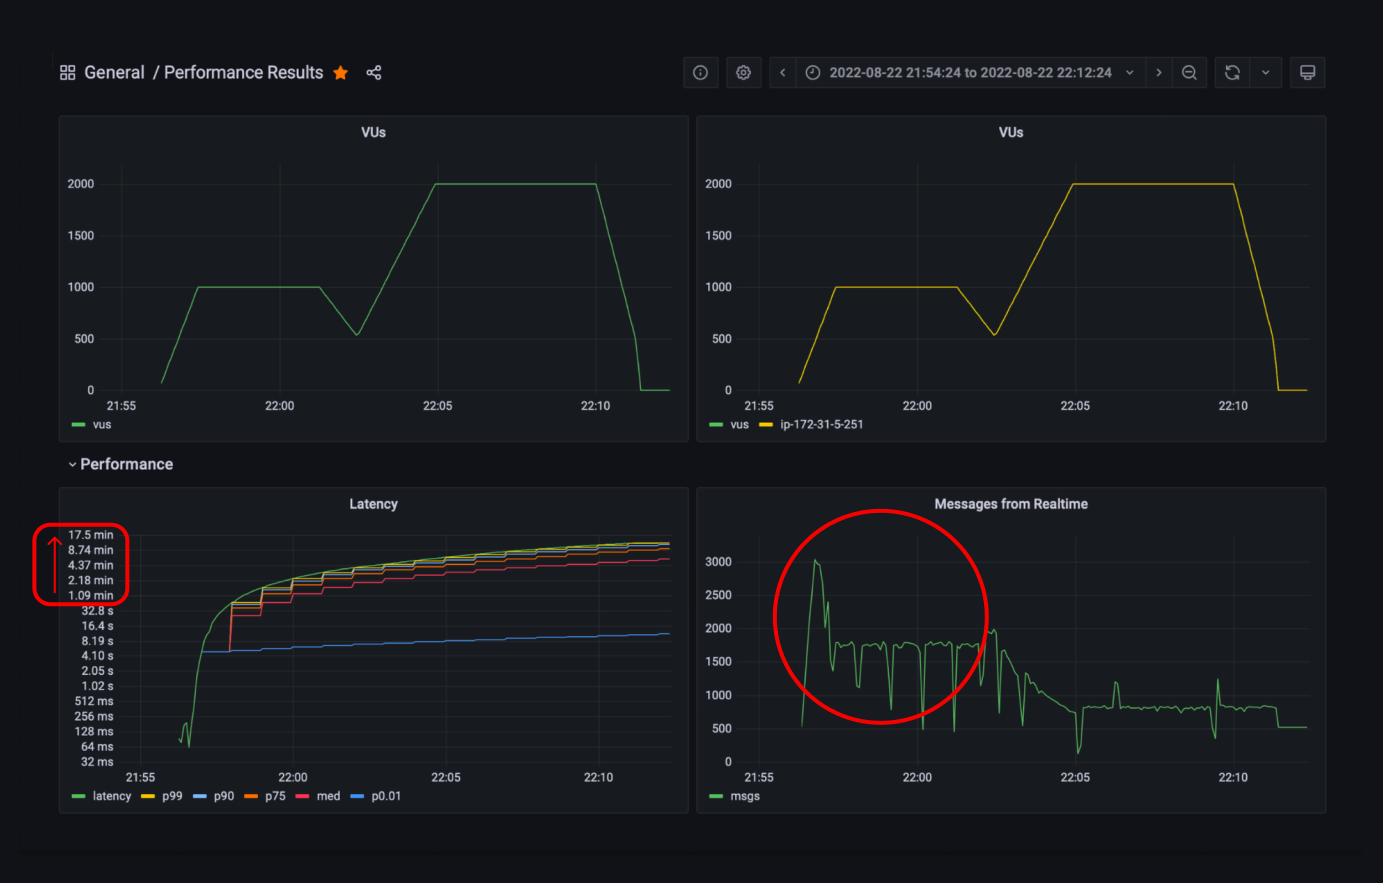 General / Performance Results
2022-08-22 21:54:24 to 2022-08-22 22:12:24
VUs
2000
1500
1000
500
0
21:55 22:00 22:05 22:10
vus
VUs
2000
1500
1000
500
0
21:55 22:00 22:05 22:10
vus ip-172-31-5-251
Performance
Latency
17.5 min
8.74 min
4.37 min
2.18 min
1.09 min
32.8 s
16.4 s
8.19 s
4.10 s
2.05 s
1.02 s
512 ms
256 ms
128 ms
64 ms
32 ms
21:55 22:00 22:05 22:10
latency p99 p90 p75 med p0.01
Messages from Realtime
3000
2500
2000
1500
1000
500
0
21:55 22:00 22:05 22:10
msgs